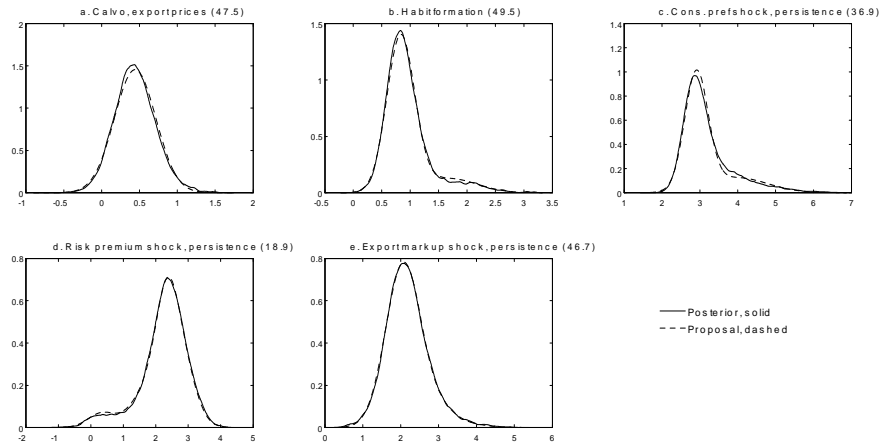 a. Calvo, export prices (47.5)
2
1.5
1
0.5
0
-1 -0.5 0 0.5 1 1.5 2
b. Habit formation (49.5)
1.5
1
0.5
0
-0.5 0 0.5 1 1.5 2 2.5 3 3.5
c. Cons. pref shock, persistence (36.9)
1.4
1.2
1
0.8
0.6
0.4
0.2
0
1 2 3 4 5 6 7
d. Risk premium shock, persistence (18.9)
0.8
0.6
0.4
0.2
0
-2 -1 0 1 2 3 4 5
e. Export markup shock, persistence (46.7)
0.8
0.6
0.4
0.2
0
0 1 2 3 4 5 6
Posterior, solid
Proposal, dashed